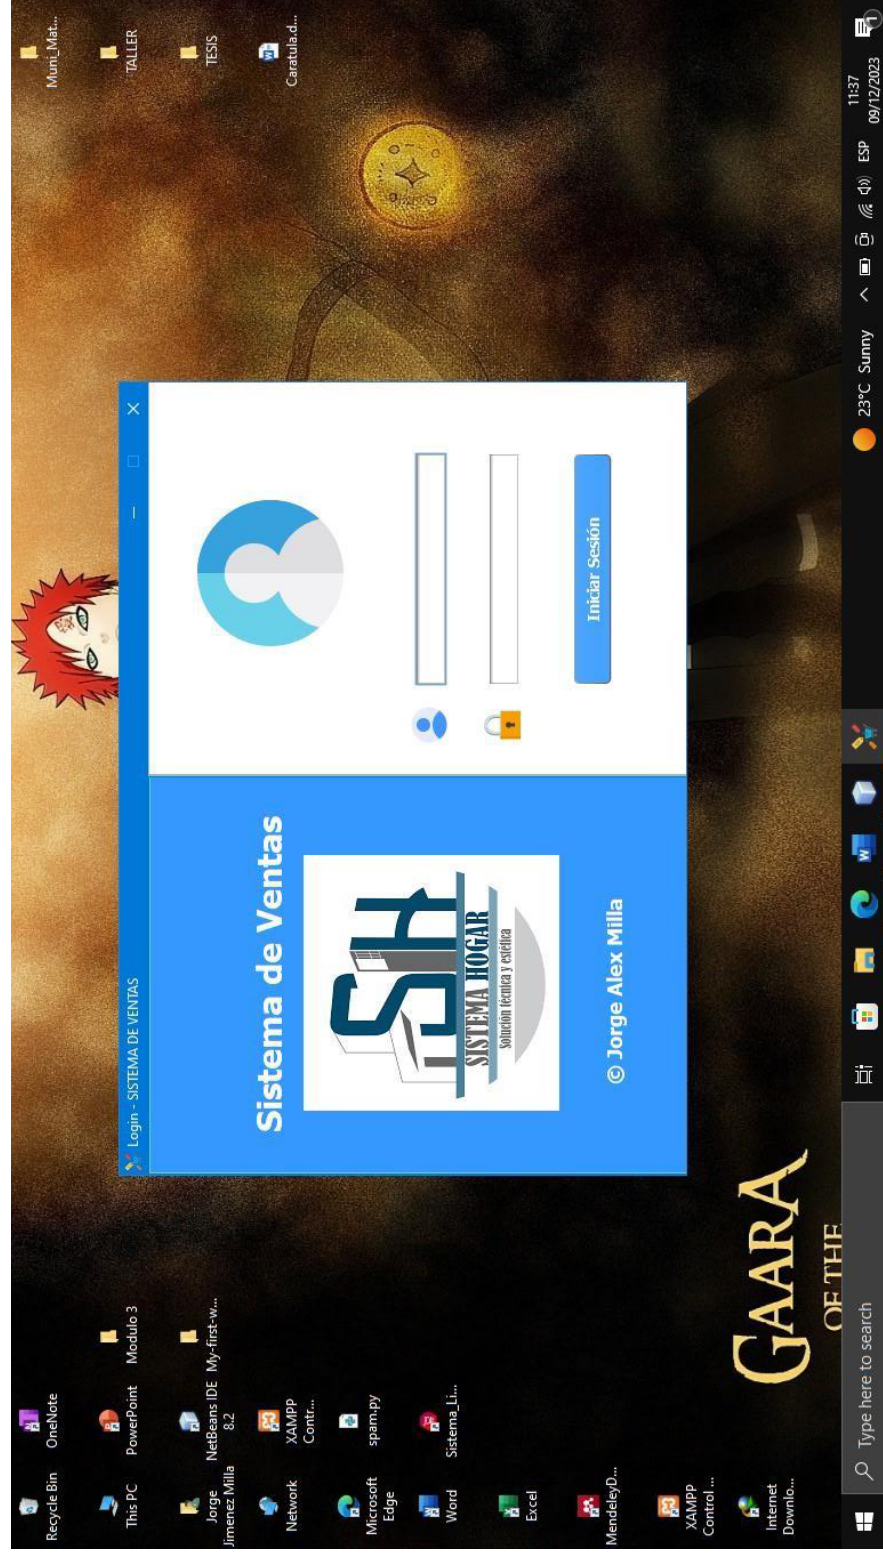 Recycle Bin
OneNote
This PC
PowerPoint
Modulo 3
Jorge
Jimenez Milla
NetBeans IDE
8.2
My-first-w...
Network
XAMPP
Contr...
Microsoft
Edge
spam.py
Word
Sistema_Li...
Excel
MendeleyD...
XAMPP
Control ...
Internet
Downlo...
Muni_Mat...
TALLER
TESIS
Caratula.d...
Login - SISTEMA DE VENTAS
Sistema de Ventas
SH
SISTEMA HOGAR
Solución técnica y estética
© Jorge Alex Milla
Iniciar Sesión
GAARA
OF THE
Type here to search
23°C Sunny
ESP
11:37
09/12/2023
1